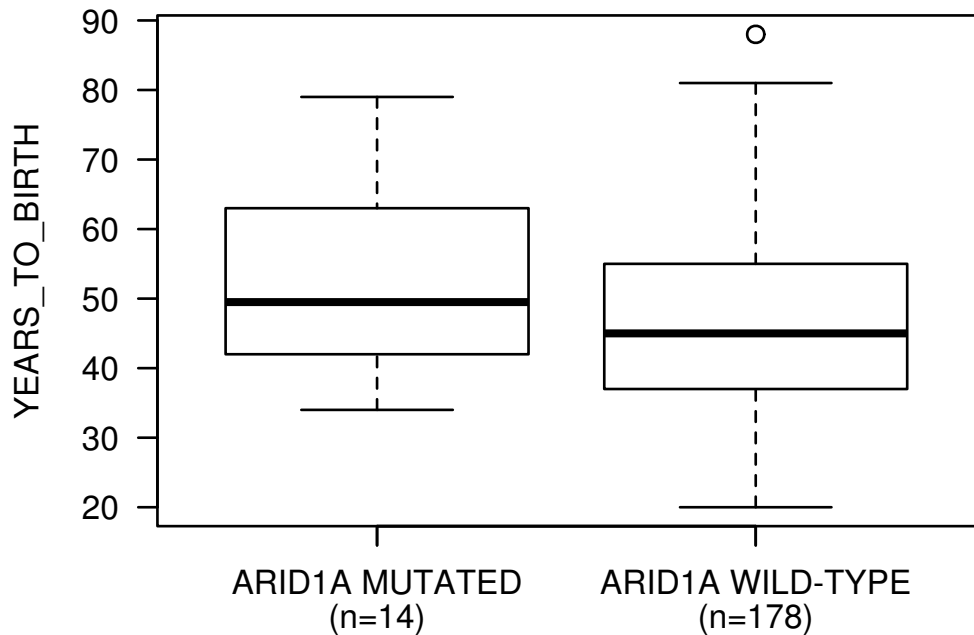 YEARS_TO_BIRTH
90
80
70
60
50
40
30
20
ARID1A MUTATED
(n=14)
ARID1A WILD-TYPE
(n=178)